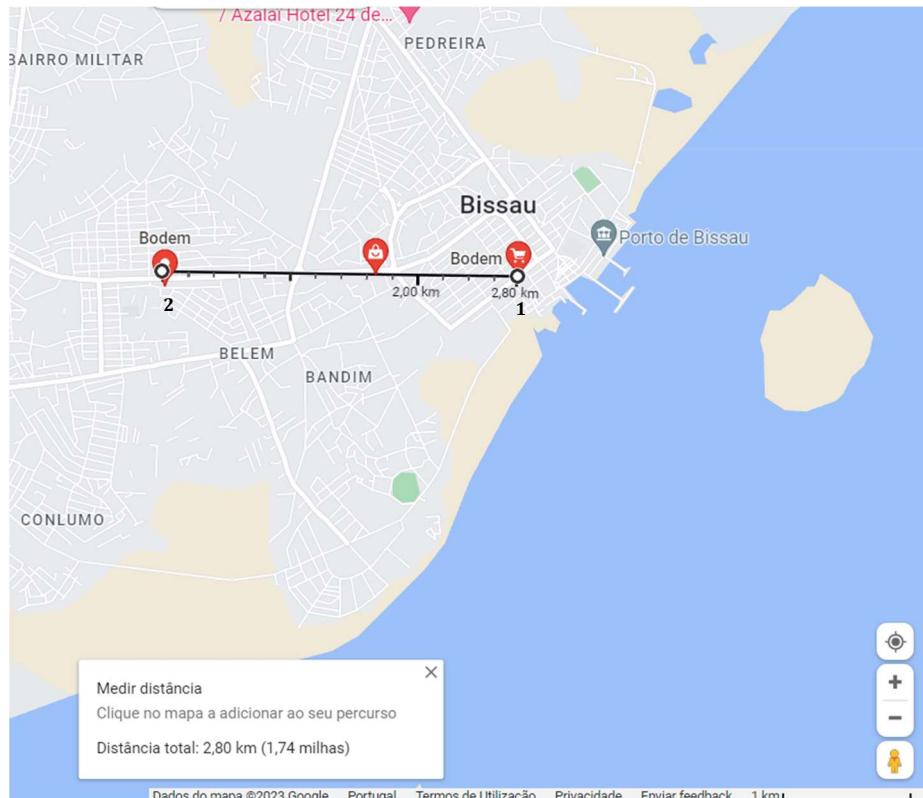 / Azalaï Hotel 24 de...
PEDREIRA
BAIRRO MILITAR
Bissau
Porto de Bissau
Bodem
Bodem
2,00 km
2,80 km
2
1
BELEM
BANDIM
CONLUMO
Medir distância
Clique no mapa a adicionar ao seu percurso
Distância total: 2,80 km (1,74 milhas)
Dados do mapa ©2023 Google Portugal Termos de Utilização Privacidade Enviar feedback 1 km